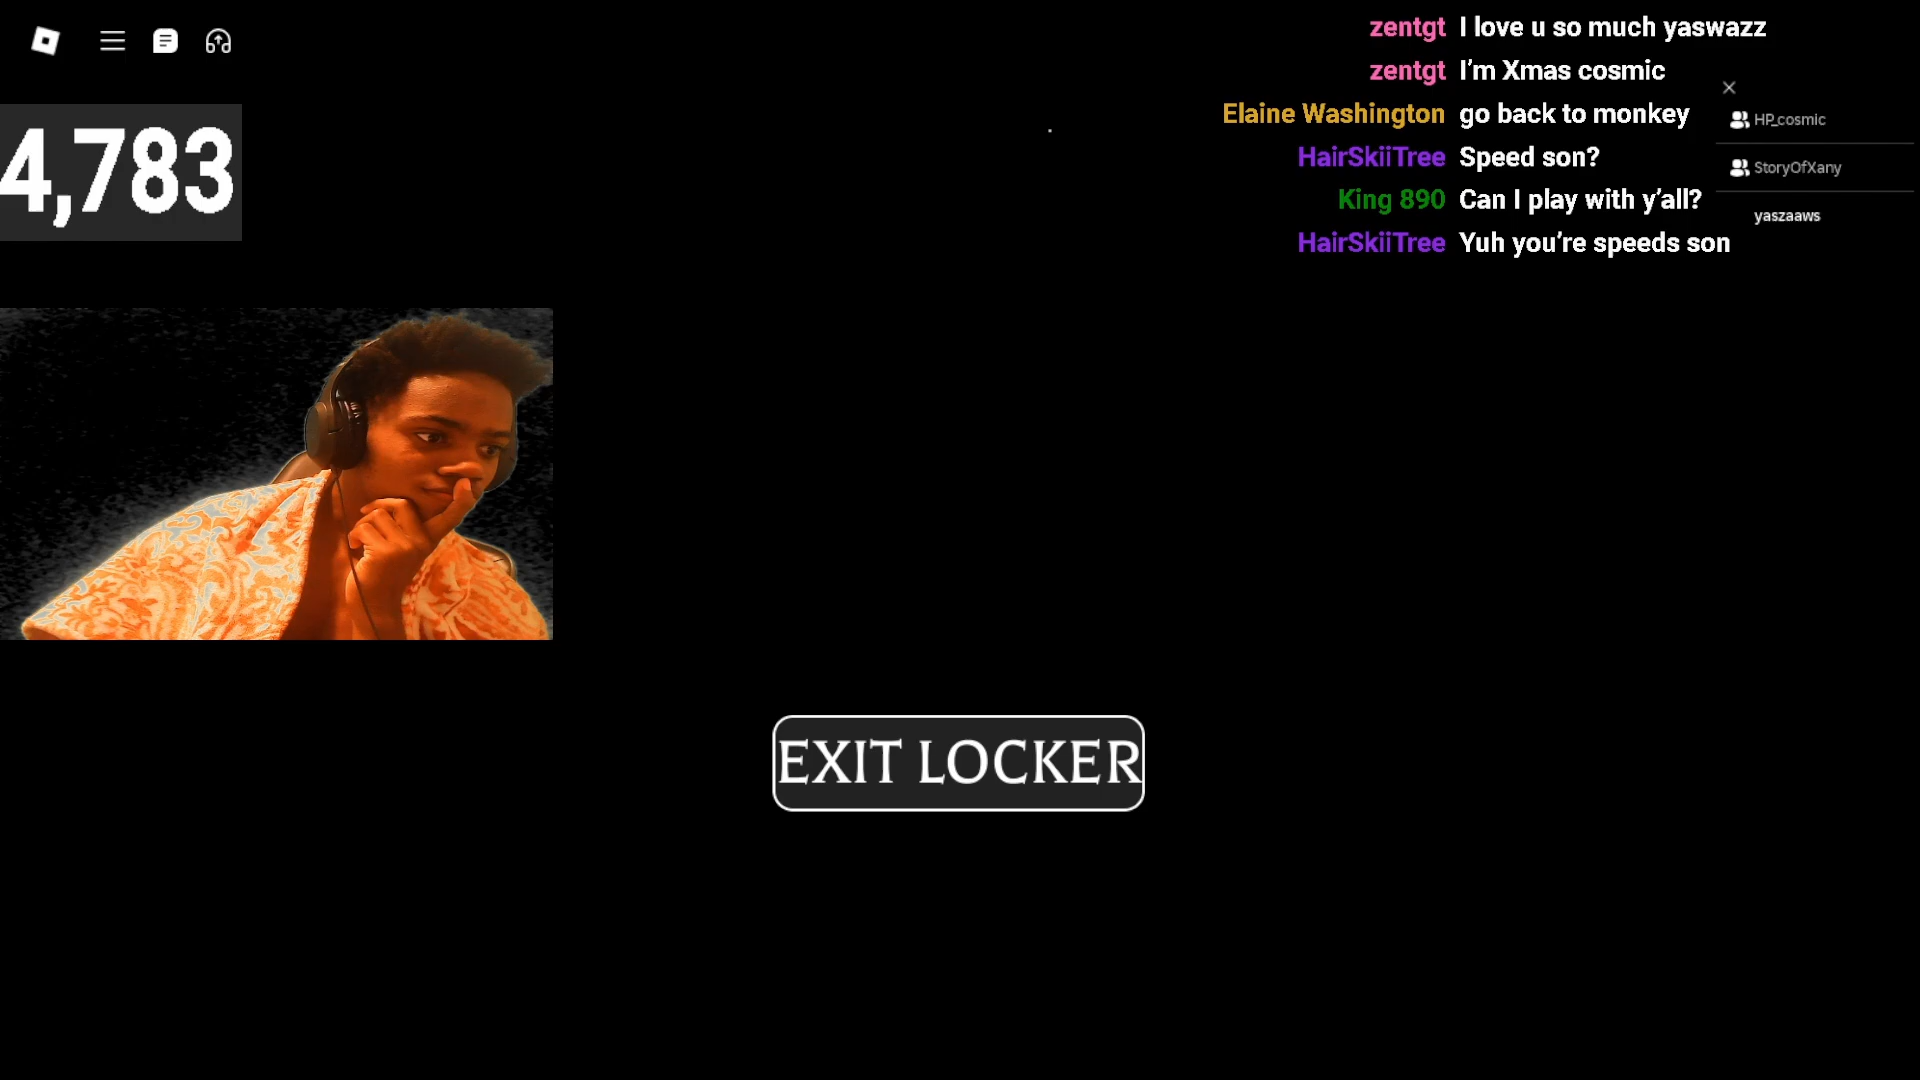 zentgt I love u so much yaswazz
zentgt I’m Xmas cosmic
Elaine Washington go back to monkey
HP_cosmic
4,783
HairSkiiTree Speed son?
StoryOfXany
King 890 Can I play with y’all?
yaszaaws
HairSkiiTree Yuh you’re speeds son
EXIT LOCKER